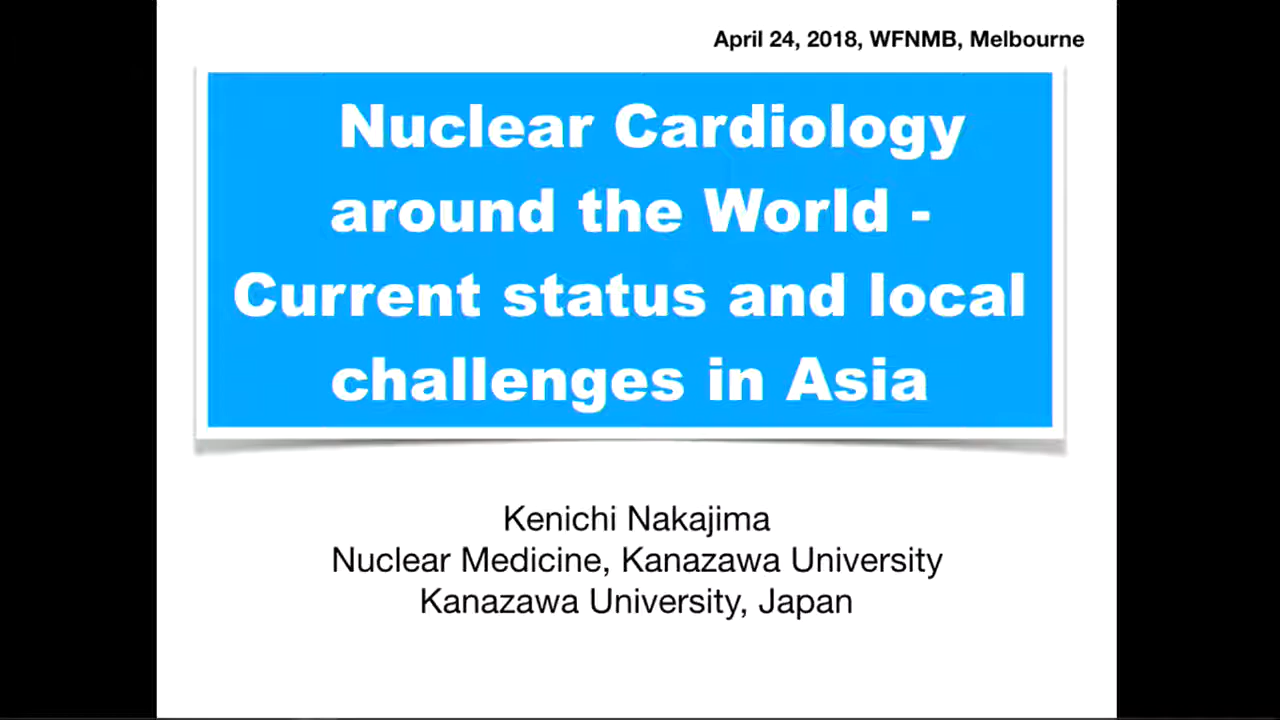 April 24, 2018, WFNMB, Melbourne
Nuclear Cardiology
around the World -
Current status and local
challenges in Asia
Kenichi Nakajima
Nuclear Medicine, Kanazawa University
Kanazawa University, Japan